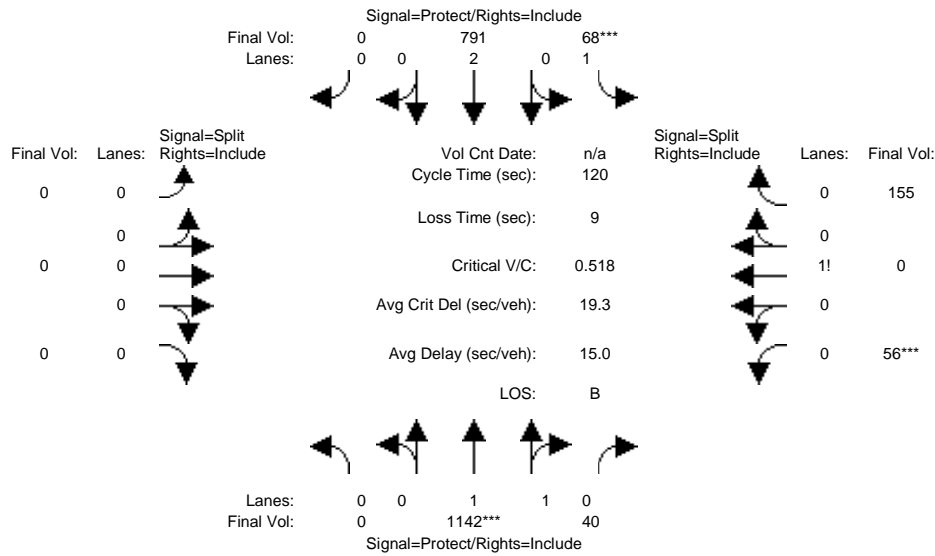 Signal=Protect/Rights=Include
Final Vol: 0 791 68***
Lanes: 0 0 2 0 1
Signal=Split Signal=Split
Final Vol: Lanes: Rights=Include Vol Cnt Date: n/a Rights=Include Lanes: Final Vol:
Cycle Time (sec): 120
0 0 0 155
Loss Time (sec): 9
0 0
0 0 Critical V/C: 0.518 1! 0
0 Avg Crit Del (sec/veh): 19.3 0
0 0 Avg Delay (sec/veh): 15.0 0 56***
LOS: B
Lanes: 0 0 1 1 0
Final Vol: 0 1142*** 40
Signal=Protect/Rights=Include